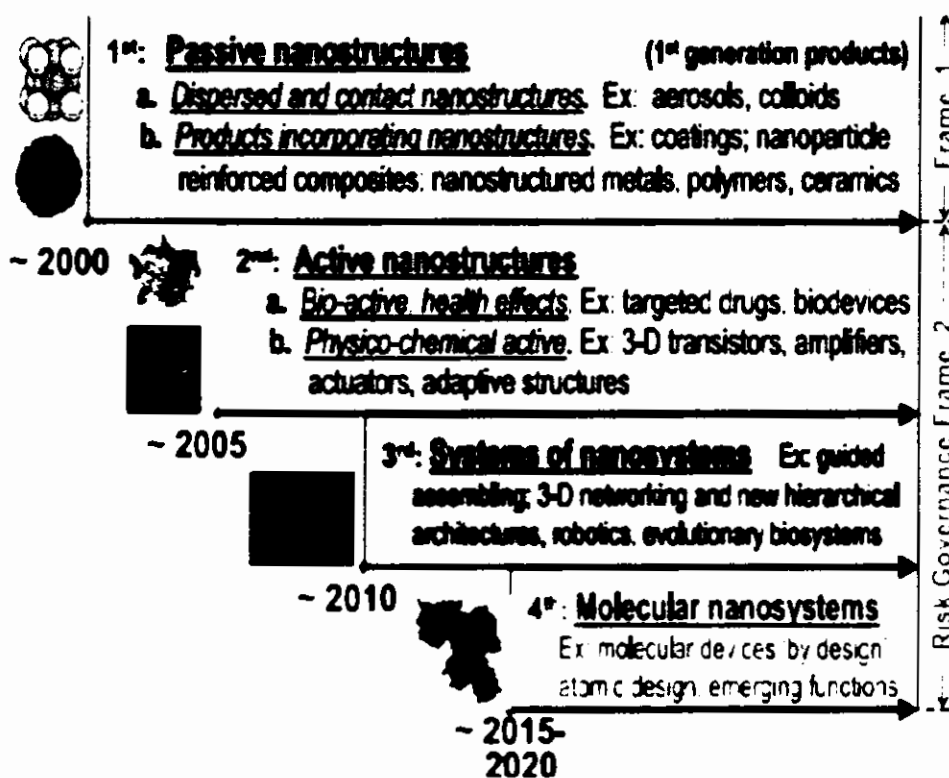 1st: Passive nanostructures (1st generation products)
a. Dispersed and contact nanostructures. Ex: aerosols, colloids
b. Products incorporating nanostructures. Ex: coatings; nanoparticle
reinforced composites; nanostructured metals, polymers, ceramics
~ 2000
2nd: Active nanostructures
a. Bio-active, health effects. Ex: targeted drugs, biodevices
b. Physico-chemical active. Ex: 3-D transistors, amplifiers,
actuators, adaptive structures
~ 2005
3rd: Systems of nanosystems Ex: guided
assembling; 3-D networking and new hierarchical
architectures, robotics, evolutionary biosystems
~ 2010
4th: Molecular nanosystems
Ex: molecular devices 'by design'
atomic design, emerging functions
~ 2015-
2020
Frame 1
Risk Governance Frame 2